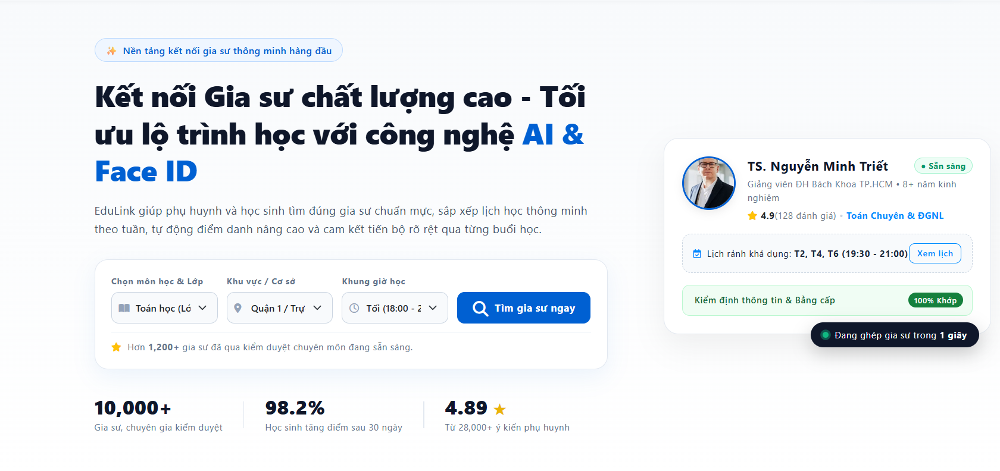 Nền tảng kết nối gia sư thông minh hàng đầu
Kết nối Gia sư chất lượng cao - Tối
ưu lộ trình học với công nghệ AI &
Face ID
EduLink giúp phụ huynh và học sinh tìm đúng gia sư chuẩn mực, sắp xếp lịch học thông minh
theo tuần, tự động điểm danh nâng cao và cam kết tiến bộ rõ rệt qua từng buổi học.
Chọn môn học & Lớp
Khu vực / Cơ sở
Khung giờ học
Toán học (Lớ
Quận 1 / Trự
Tối (18:00 - 2
Tìm gia sư ngay
Hơn 1,200+ gia sư đã qua kiểm duyệt chuyên môn đang sẵn sàng.
10,000+
Gia sư, chuyên gia kiểm duyệt
98.2%
Học sinh tăng điểm sau 30 ngày
4.89
Từ 28,000+ ý kiến phụ huynh
TS. Nguyễn Minh Triết
• Sẵn sàng
Giảng viên ĐH Bách Khoa TP.HCM • 8+ năm kinh
nghiệm
4.9(128 đánh giá) • Toán Chuyên & ĐGNL
Lịch rảnh khả dụng: T2, T4, T6 (19:30 - 21:00)
Xem lịch
Kiểm định thông tin & Bằng cấp
100% Khớp
Đang ghép gia sư trong 1 giây